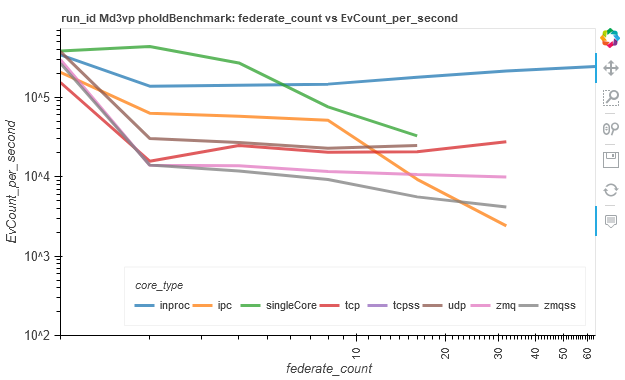 run_id Md3vp pholdBenchmark: federate_count vs EvCount_per_second
EvCount_per_second
10^5
10^4
10^3
10^2
core_type
inproc ipc singleCore tcp tcpss udp zmq zmqss
10 20 30 40 50 60
federate_count